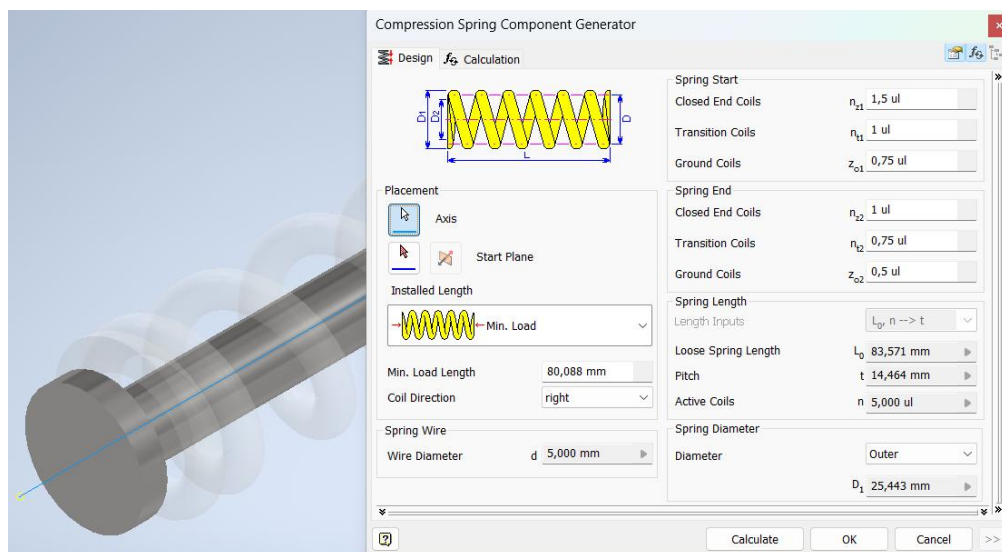 Compression Spring Component Generator
Design
Calculation
D1
D2
D
L
Placement
Axis
Start Plane
Installed Length
Min. Load
Min. Load Length 80,088 mm
Coil Direction right
Spring Wire
Wire Diameter d 5,000 mm
Spring Start
Closed End Coils nz1 1,5 ul
Transition Coils nt1 1 ul
Ground Coils zo1 0,75 ul
Spring End
Closed End Coils nz2 1 ul
Transition Coils nt2 0,75 ul
Ground Coils zo2 0,5 ul
Spring Length
Length Inputs L0, n --> t
Loose Spring Length L0 83,571 mm
Pitch t 14,464 mm
Active Coils n 5,000 ul
Spring Diameter
Diameter Outer
D1 25,443 mm
Calculate OK Cancel >>